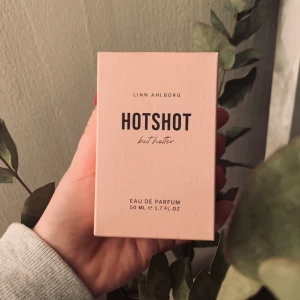 LINN AHLBORG
HOTSHOT
but hotter
EAU DE PARFUM
50 ML ℮ 1.7 FL.OZ